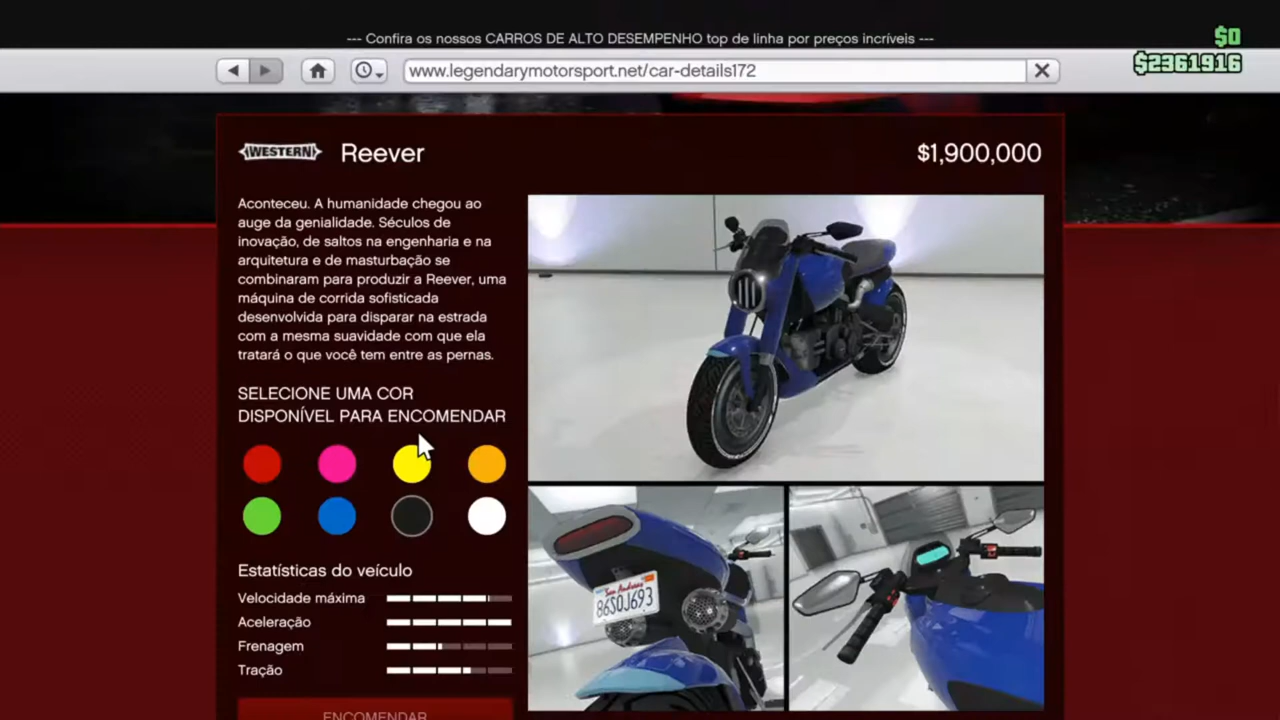 --- Confira os nossos CARROS DE ALTO DESEMPENHO top de linha por preços incríveis ---
$0
$2361916
www.legendarymotorsport.net/car-details172
WESTERN
Reever
$1,900,000
Aconteceu. A humanidade chegou ao
auge da genialidade. Séculos de
inovação, de saltos na engenharia e na
arquitetura e de masturbação se
combinaram para produzir a Reever, uma
máquina de corrida sofisticada
desenvolvida para disparar na estrada
com a mesma suavidade com que ela
tratará o que você tem entre as pernas.
SELECIONE UMA COR
DISPONÍVEL PARA ENCOMENDAR
Estatísticas do veículo
Velocidade máxima
Aceleração
Frenagem
Tração
ENCOMENDAR
San Andreas
86SOJ693